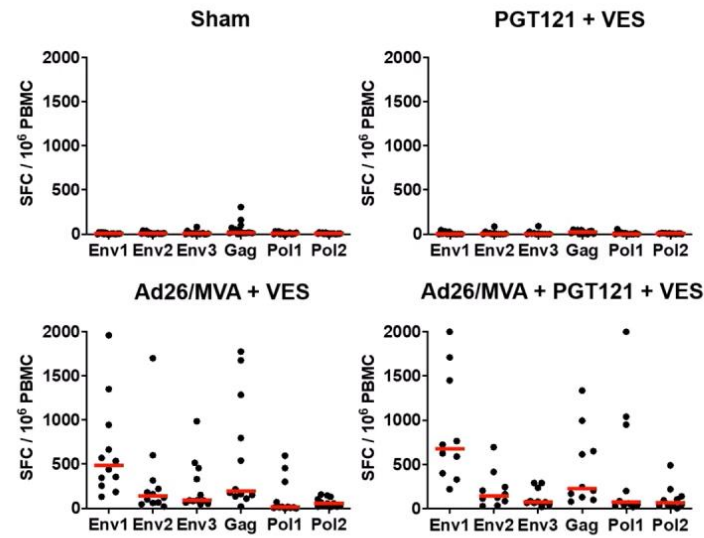 Sham
PGT121 + VES
SFC / 10⁶ PBMC
2000
1500
1000
500
0
Env1 Env2 Env3 Gag Pol1 Pol2
SFC / 10⁶ PBMC
2000
1500
1000
500
0
Env1 Env2 Env3 Gag Pol1 Pol2
Ad26/MVA + VES
Ad26/MVA + PGT121 + VES
SFC / 10⁶ PBMC
2000
1500
1000
500
0
Env1 Env2 Env3 Gag Pol1 Pol2
SFC / 10⁶ PBMC
2000
1500
1000
500
0
Env1 Env2 Env3 Gag Pol1 Pol2